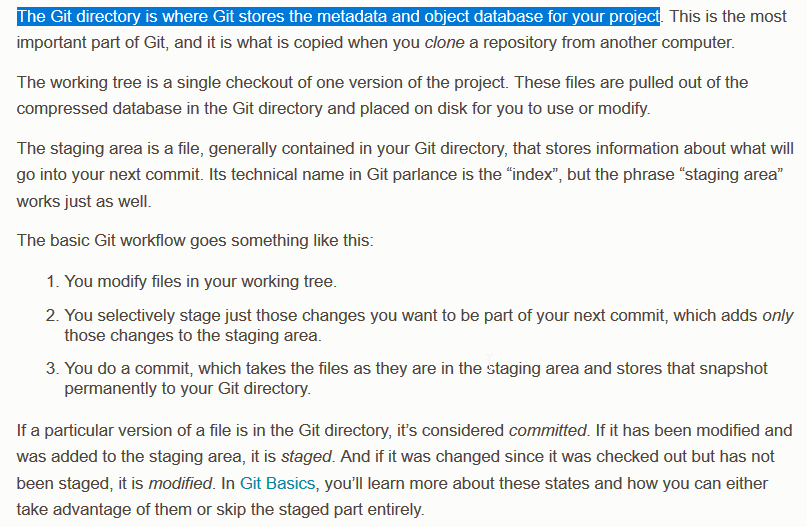 The Git directory is where Git stores the metadata and object database for your project. This is the most
important part of Git, and it is what is copied when you clone a repository from another computer.
The working tree is a single checkout of one version of the project. These files are pulled out of the
compressed database in the Git directory and placed on disk for you to use or modify.
The staging area is a file, generally contained in your Git directory, that stores information about what will
go into your next commit. Its technical name in Git parlance is the “index”, but the phrase “staging area”
works just as well.
The basic Git workflow goes something like this:
1. You modify files in your working tree.
2. You selectively stage just those changes you want to be part of your next commit, which adds only
those changes to the staging area.
3. You do a commit, which takes the files as they are in the staging area and stores that snapshot
permanently to your Git directory.
If a particular version of a file is in the Git directory, it’s considered committed. If it has been modified and
was added to the staging area, it is staged. And if it was changed since it was checked out but has not
been staged, it is modified. In Git Basics, you’ll learn more about these states and how you can either
take advantage of them or skip the staged part entirely.